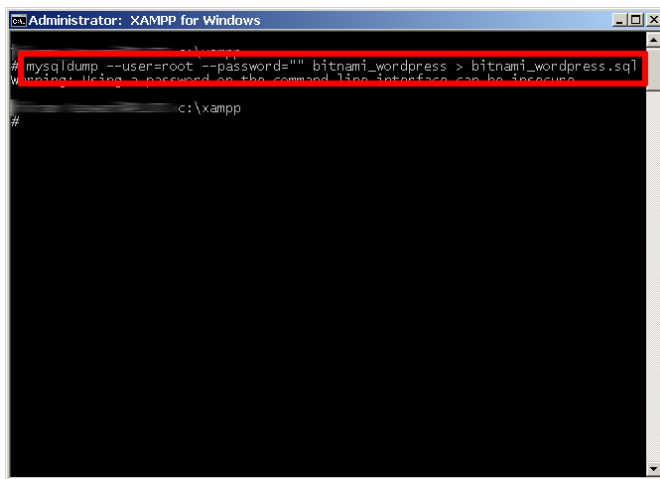 Administrator: XAMPP for Windows
c:\xampp
# mysqldump --user=root --password="" bitnami_wordpress > bitnami_wordpress.sql
Warning: Using a password on the command line interface can be insecure.
c:\xampp
#